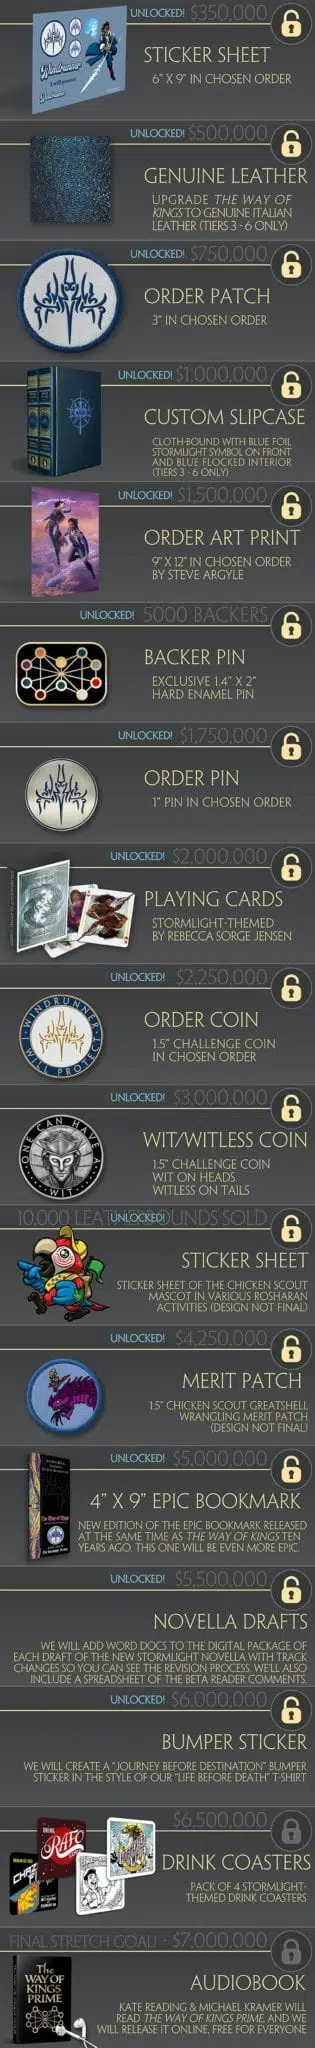 UNLOCKED! $350,000
Windrunner
I will protect
Windrunner
STICKER SHEET
6" X 9" IN CHOSEN ORDER
UNLOCKED! $500,000
GENUINE LEATHER
UPGRADE THE WAY OF
KINGS TO GENUINE ITALIAN
LEATHER (TIERS 3 - 6 ONLY)
UNLOCKED! $750,000
ORDER PATCH
3" IN CHOSEN ORDER
UNLOCKED! $1,000,000
CUSTOM SLIPCASE
CLOTH-BOUND WITH BLUE FOIL
STORMLIGHT SYMBOL ON FRONT
AND BLUE FLOCKED INTERIOR
(TIERS 3 - 6 ONLY)
UNLOCKED! $1,500,000
ORDER ART PRINT
9" X 12" IN CHOSEN ORDER
BY STEVE ARGYLE
UNLOCKED! 5000 BACKERS
BACKER PIN
EXCLUSIVE 1.4" X 2"
HARD ENAMEL PIN
UNLOCKED! $1,750,000
ORDER PIN
1" PIN IN CHOSEN ORDER
UNLOCKED! $2,000,000
PLAYING CARDS
STORMLIGHT-THEMED
BY REBECCA SORGE JENSEN
UNLOCKED! $2,250,000
WINDRUNNER
I WILL PROTECT
ORDER COIN
1.5" CHALLENGE COIN
IN CHOSEN ORDER
UNLOCKED! $3,000,000
ONE CAN HAVE A
WIT
WIT/WITLESS COIN
1.5" CHALLENGE COIN
WIT ON HEADS
WITLESS ON TAILS
UNLOCKED! 10,000 LEATHERBOUNDS SOLD
STICKER SHEET
STICKER SHEET OF THE CHICKEN SCOUT
MASCOT IN VARIOUS ROSHARAN
ACTIVITIES (DESIGN NOT FINAL)
UNLOCKED! $4,250,000
MERIT PATCH
1.5" CHICKEN SCOUT GREATSHELL
WRANGLING MERIT PATCH
(DESIGN NOT FINAL)
UNLOCKED! $5,000,000
The Way of Kings
4" X 9" EPIC BOOKMARK
NEW EDITION OF THE EPIC BOOKMARK RELEASED
AT THE SAME TIME AS THE WAY OF KINGS TEN
YEARS AGO. THIS ONE WILL BE EVEN MORE EPIC.
UNLOCKED! $5,500,000
NOVELLA DRAFTS
WE WILL ADD WORD DOCS TO THE DIGITAL PACKAGE OF
EACH DRAFT OF THE NEW STORMLIGHT NOVELLA WITH TRACK
CHANGES SO YOU CAN SEE THE REVISION PROCESS. WE'LL ALSO
INCLUDE A SPREADSHEET OF THE BETA READER COMMENTS.
UNLOCKED! $6,000,000
BUMPER STICKER
WE WILL CREATE A "JOURNEY BEFORE DESTINATION" BUMPER
STICKER IN THE STYLE OF OUR "LIFE BEFORE DEATH" T-SHIRT
$6,500,000
DRINK
RAFO
DRINK COASTERS
PACK OF 4 STORMLIGHT-
THEMED DRINK COASTERS
FINAL STRETCH GOAL! - $7,000,000
The
WAY OF
KINGS
PRIME
AUDIOBOOK
KATE READING & MICHAEL KRAMER WILL
READ THE WAY OF KINGS PRIME, AND WE
WILL RELEASE IT ONLINE, FREE FOR EVERYONE